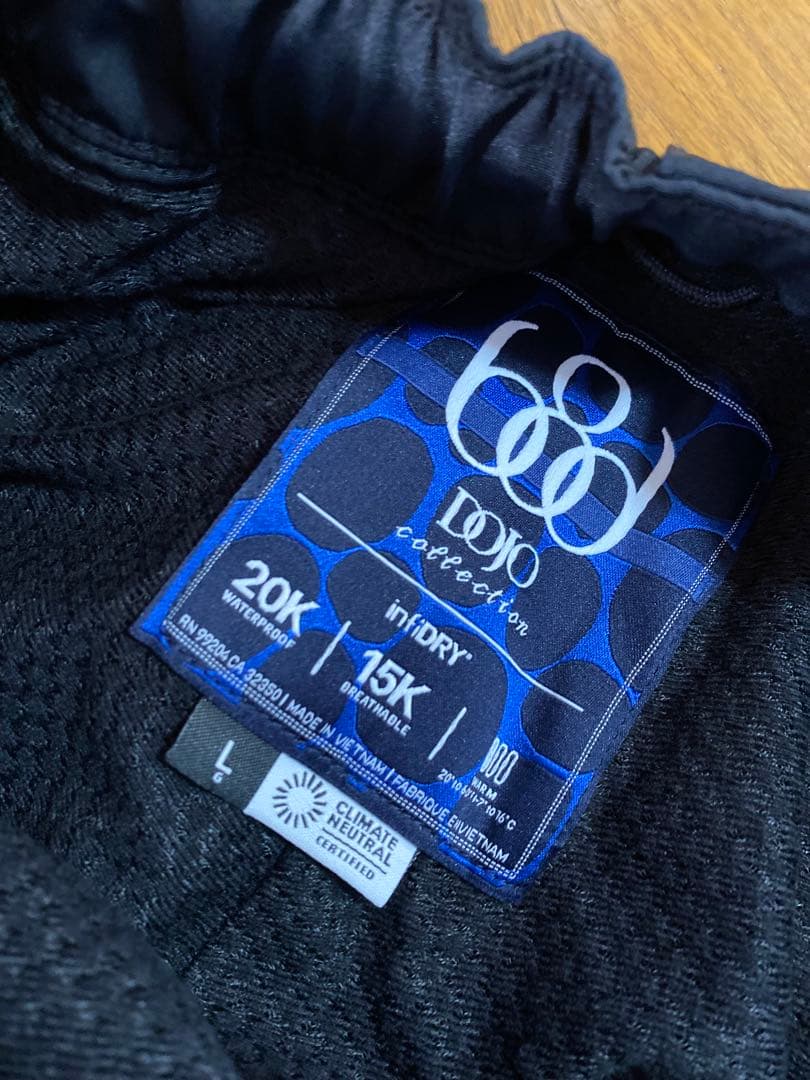 686
DOJO
collection
infiDRY®
20K
WATERPROOF
15K
BREATHABLE
WARM
RN 99204 CA 32350 | MADE IN VIETNAM | FABRIQUE EN VIETNAM
L
G
CLIMATE
NEUTRAL
CERTIFIED